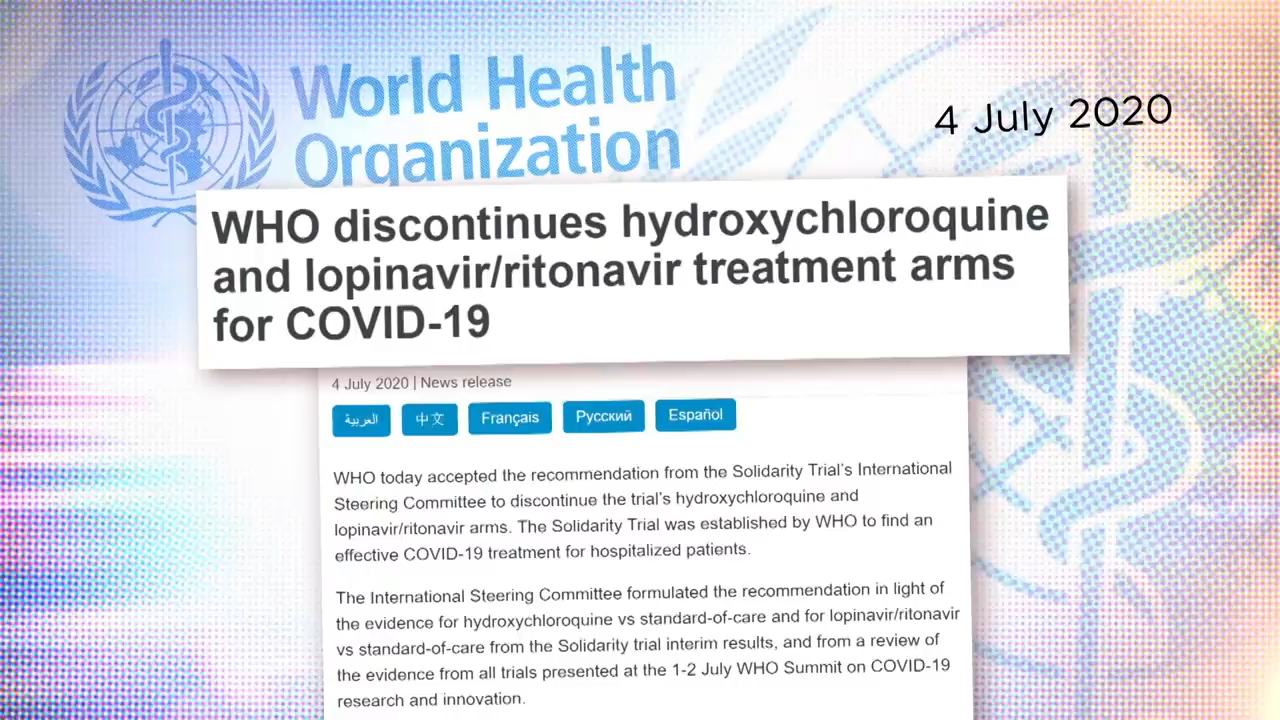 World Health
Organization
4 July 2020
WHO discontinues hydroxychloroquine
and lopinavir/ritonavir treatment arms
for COVID-19
4 July 2020 | News release
العربية
中文
Français
Русский
Español
WHO today accepted the recommendation from the Solidarity Trial's International
Steering Committee to discontinue the trial's hydroxychloroquine and
lopinavir/ritonavir arms. The Solidarity Trial was established by WHO to find an
effective COVID-19 treatment for hospitalized patients.
The International Steering Committee formulated the recommendation in light of
the evidence for hydroxychloroquine vs standard-of-care and for lopinavir/ritonavir
vs standard-of-care from the Solidarity trial interim results, and from a review of
the evidence from all trials presented at the 1-2 July WHO Summit on COVID-19
research and innovation.